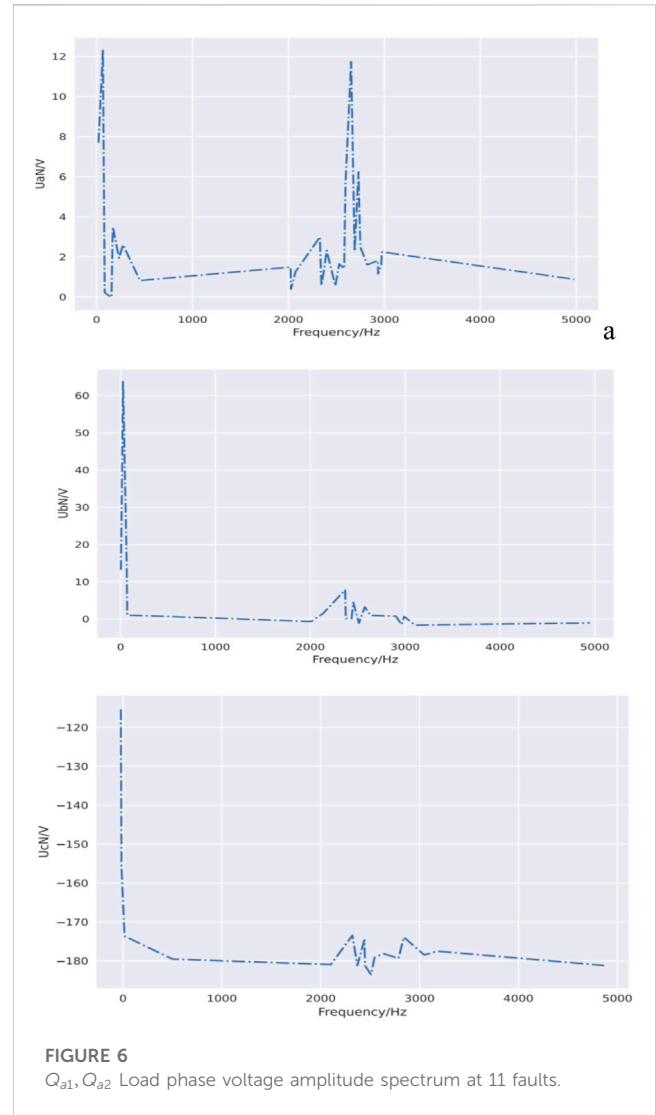 12
10
8
6
4
2
0
UaN/V
0 1000 2000 3000 4000 5000
Frequency/Hz
a
60
50
40
30
20
10
0
UbN/V
0 1000 2000 3000 4000 5000
Frequency/Hz
−120
−130
−140
−150
−160
−170
−180
UcN/V
0 1000 2000 3000 4000 5000
Frequency/Hz
FIGURE 6
Qa1, Qa2 Load phase voltage amplitude spectrum at 11 faults.